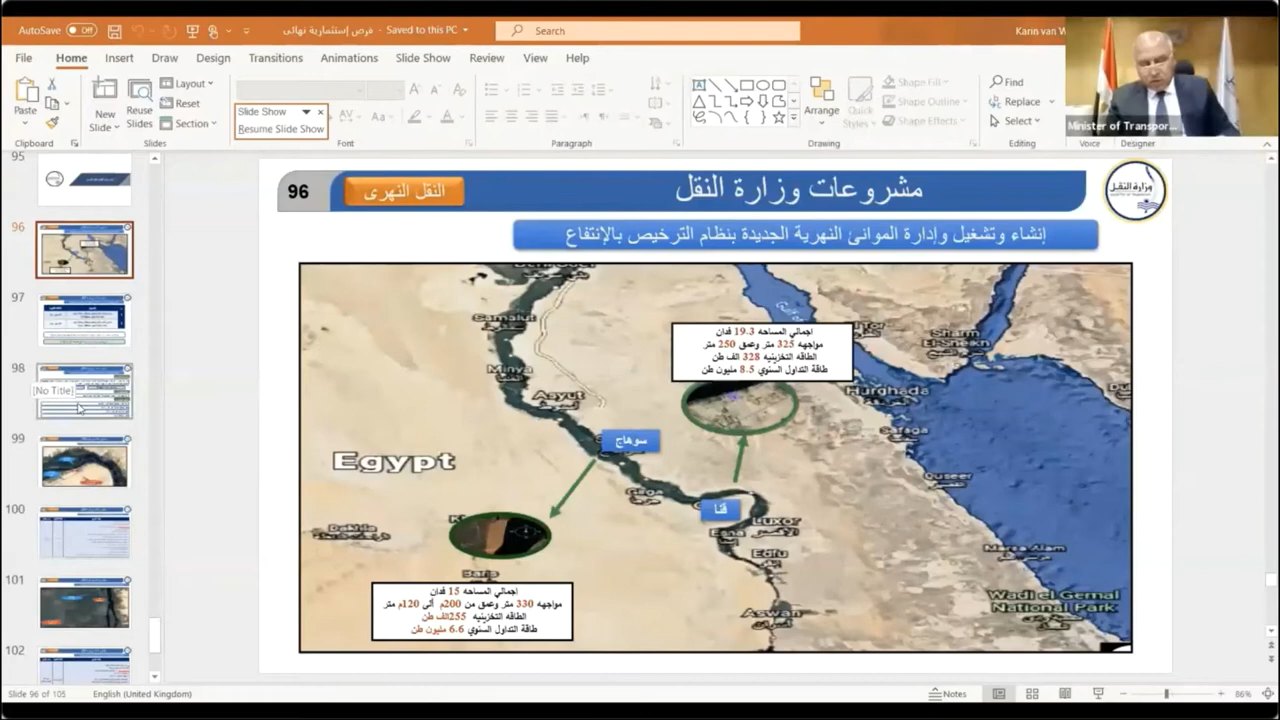 AutoSave Off
فرص إستثمارية نهائى - Saved to this PC
Search
Karin van W
File Home Insert Draw Design Transitions Animations Slide Show Review View Help
Paste
Clipboard
New Slide
Reuse Slides
Layout
Reset
Section
Slides
Slide Show
Resume Slide Show
Font
Paragraph
Arrange
Quick Styles
Shape Fill
Shape Outline
Shape Effects
Drawing
Find
Replace
Select
Editing
Voice
Designer
Minister of Transpor...
95
96
97
98
[No Title]
99
100
101
102
96
النقل النهرى
مشروعات وزارة النقل
وزارة النقل
إنشاء وتشغيل وإدارة الموانئ النهرية الجديدة بنظام الترخيص بالإنتفاع
Samalut
Minya
Asyut
أسيوط
سوهاج
Egypt
قنا
Luxor
الأقصر
Esna
Edfu
Aswan
Dakhla
Baris
Hurghada
Safaga
Quseer
Marsa Alam
Wadi el Gemal
National Park
El-Sheikh
اجمالي المساحه 19.3 فدان
مواجهه 325 متر وعمق 250 متر
الطاقه التخزينيه 328 الف طن
طاقة التداول السنوي 8.5 مليون طن
اجمالي المساحه 15 فدان
مواجهه 330 متر وعمق من 200م ألى 120م متر
الطاقه التخزينيه 255الف طن
طاقة التداول السنوي 6.6 مليون طن
Slide 96 of 105
English (United Kingdom)
Notes
86%